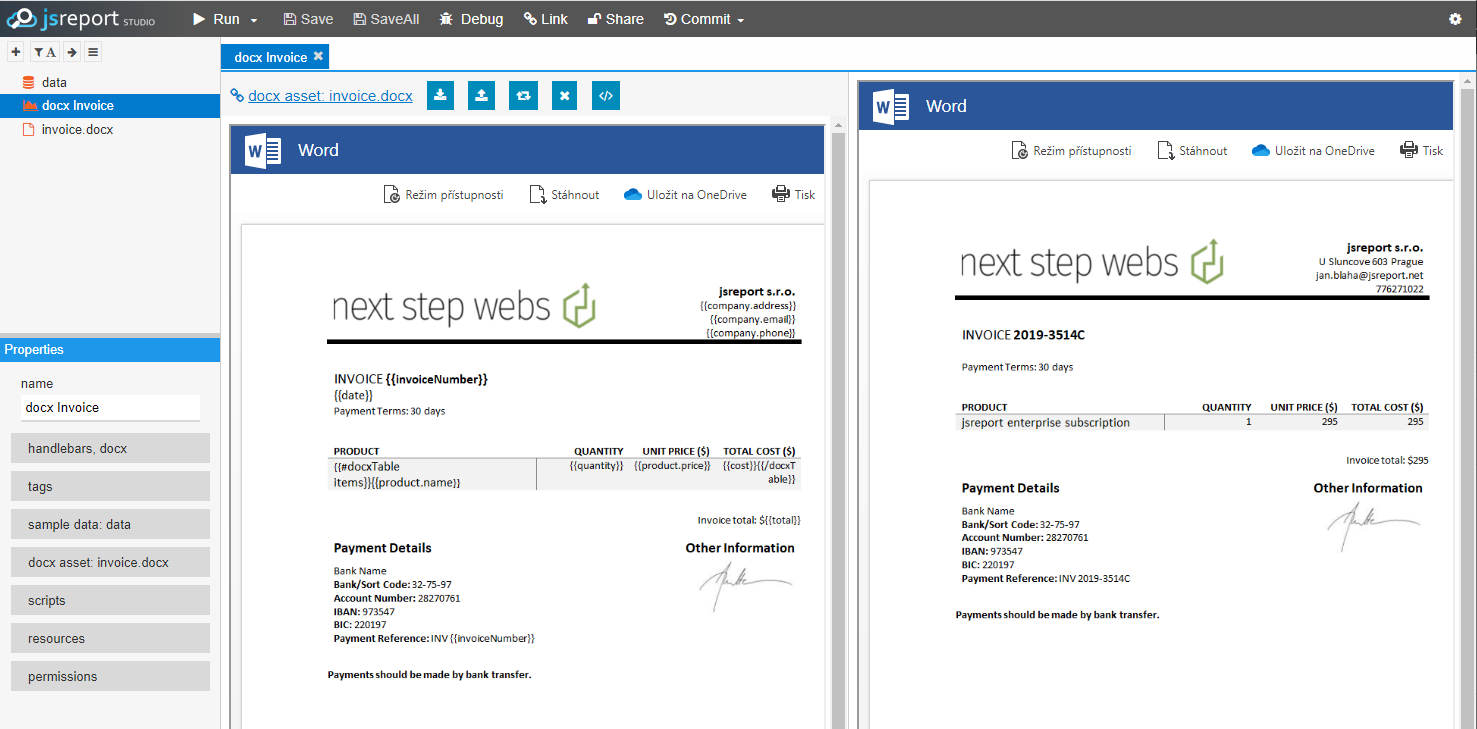 jsreport STUDIO Run Save SaveAll Debug Link Share Commit
A
data
docx Invoice
invoice.docx
Properties
name
docx Invoice
handlebars, docx
tags
sample data: data
docx asset: invoice.docx
scripts
resources
permissions
docx Invoice
docx asset: invoice.docx
W Word
Režim přístupnosti Stáhnout Uložit na OneDrive Tisk
next step webs
jsreport s.r.o.
{{company.address}}
{{company.email}}
{{company.phone}}
INVOICE {{invoiceNumber}}
{{date}}
Payment Terms: 30 days
PRODUCT QUANTITY UNIT PRICE ($) TOTAL COST ($)
{{#docxTable {{quantity}} {{product.price}} {{cost}}{{/docxT
items}}{{product.name}} able}}
Invoice total: ${{total}}
Payment Details Other Information
Bank Name
Bank/Sort Code: 32-75-97
Account Number: 28270761
IBAN: 973547
BIC: 220197
Payment Reference: INV {{invoiceNumber}}
Payments should be made by bank transfer.
W Word
Režim přístupnosti Stáhnout Uložit na OneDrive Tisk
next step webs
jsreport s.r.o.
U Sluncove 603 Prague
jan.blaha@jsreport.net
776271022
INVOICE 2019-3514C
Payment Terms: 30 days
PRODUCT QUANTITY UNIT PRICE ($) TOTAL COST ($)
jsreport enterprise subscription 1 295 295
Invoice total: $295
Payment Details Other Information
Bank Name
Bank/Sort Code: 32-75-97
Account Number: 28270761
IBAN: 973547
BIC: 220197
Payment Reference: INV 2019-3514C
Payments should be made by bank transfer.